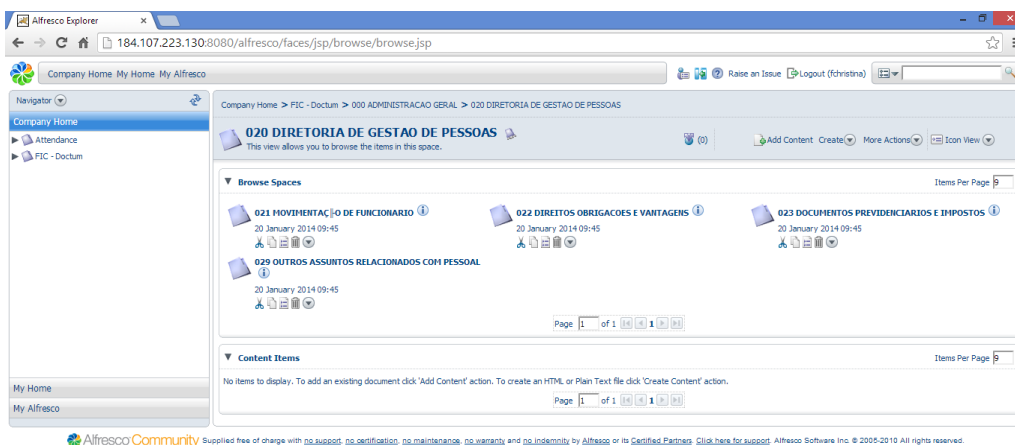 Alfresco Explorer
184.107.223.130:8080/alfresco/faces/jsp/browse/browse.jsp
Company Home My Home My Alfresco
Raise an Issue Logout (fchristina)
Navigator
Company Home
Attendance
FIC - Doctum
My Home
My Alfresco
Company Home > FIC - Doctum > 000 ADMINISTRACAO GERAL > 020 DIRETORIA DE GESTAO DE PESSOAS
020 DIRETORIA DE GESTAO DE PESSOAS
This view allows you to browse the items in this space.
(0) Add Content Create More Actions Icon View
Browse Spaces Items Per Page 9
021 MOVIMENTAÇ├O DE FUNCIONARIO
20 January 2014 09:45
022 DIREITOS OBRIGACOES E VANTAGENS
20 January 2014 09:45
023 DOCUMENTOS PREVIDENCIARIOS E IMPOSTOS
20 January 2014 09:45
029 OUTROS ASSUNTOS RELACIONADOS COM PESSOAL
20 January 2014 09:45
Page 1 of 1 1
Content Items Items Per Page 9
No items to display. To add an existing document click 'Add Content' action. To create an HTML or Plain Text file click 'Create Content' action.
Page 1 of 1 1
Alfresco Community Supplied free of charge with no support, no certification, no maintenance, no warranty and no indemnity by Alfresco or its Certified Partners. Click here for support. Alfresco Software Inc. © 2005-2010 All rights reserved.